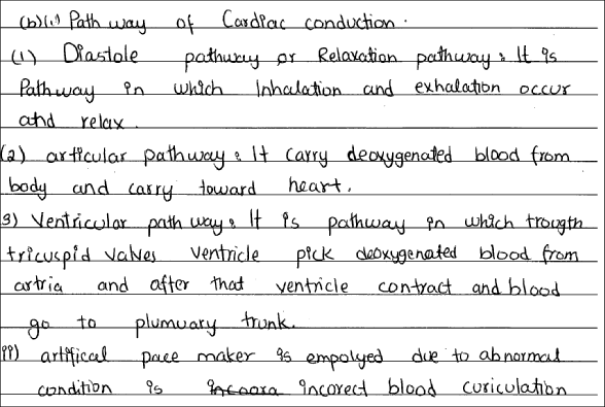 (b)(i) Path way of Cardiac conduction.
(1) Diastole pathway or Relaxation pathway: It is
Pathway in which Inhalation and exhalation occur
and relax.
(2) articular pathway: It carry deoxygenated blood from
body and carry toward heart.
3) Ventricular path way: It is pathway in which trougth
tricuspid valves ventricle pick deoxygenated blood from
artria and after that ventricle contract and blood
go to plumuary trunk.
ii) artifical pace maker is empolyed due to abnormal
condition is incorect blood curiculation